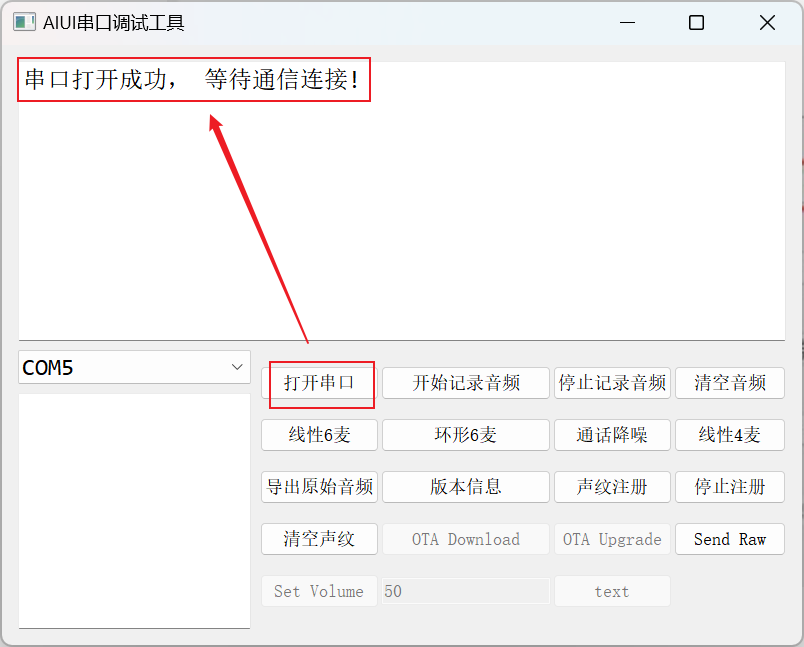 AIUI串口调试工具
串口打开成功， 等待通信连接!
COM5
打开串口 开始记录音频 停止记录音频 清空音频
线性6麦 环形6麦 通话降噪 线性4麦
导出原始音频 版本信息 声纹注册 停止注册
清空声纹 OTA Download OTA Upgrade Send Raw
Set Volume 50 text